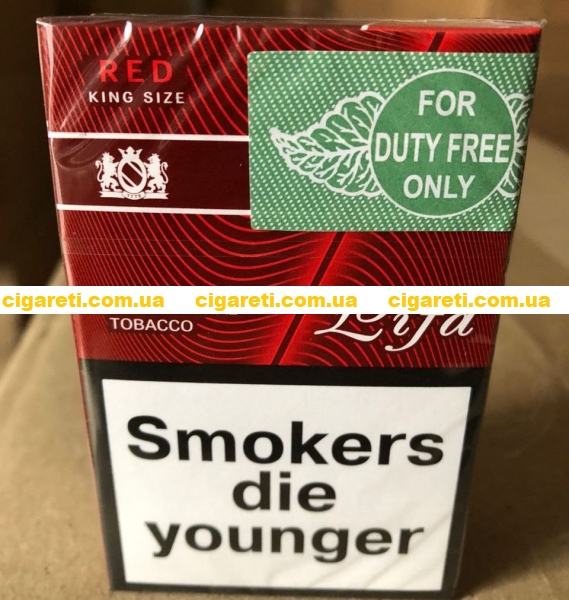 RED
KING SIZE
FOR
DUTY FREE
ONLY
cigareti.com.ua cigareti.com.ua cigareti.com.ua
TOBACCO
Lifa
Smokers
die
younger